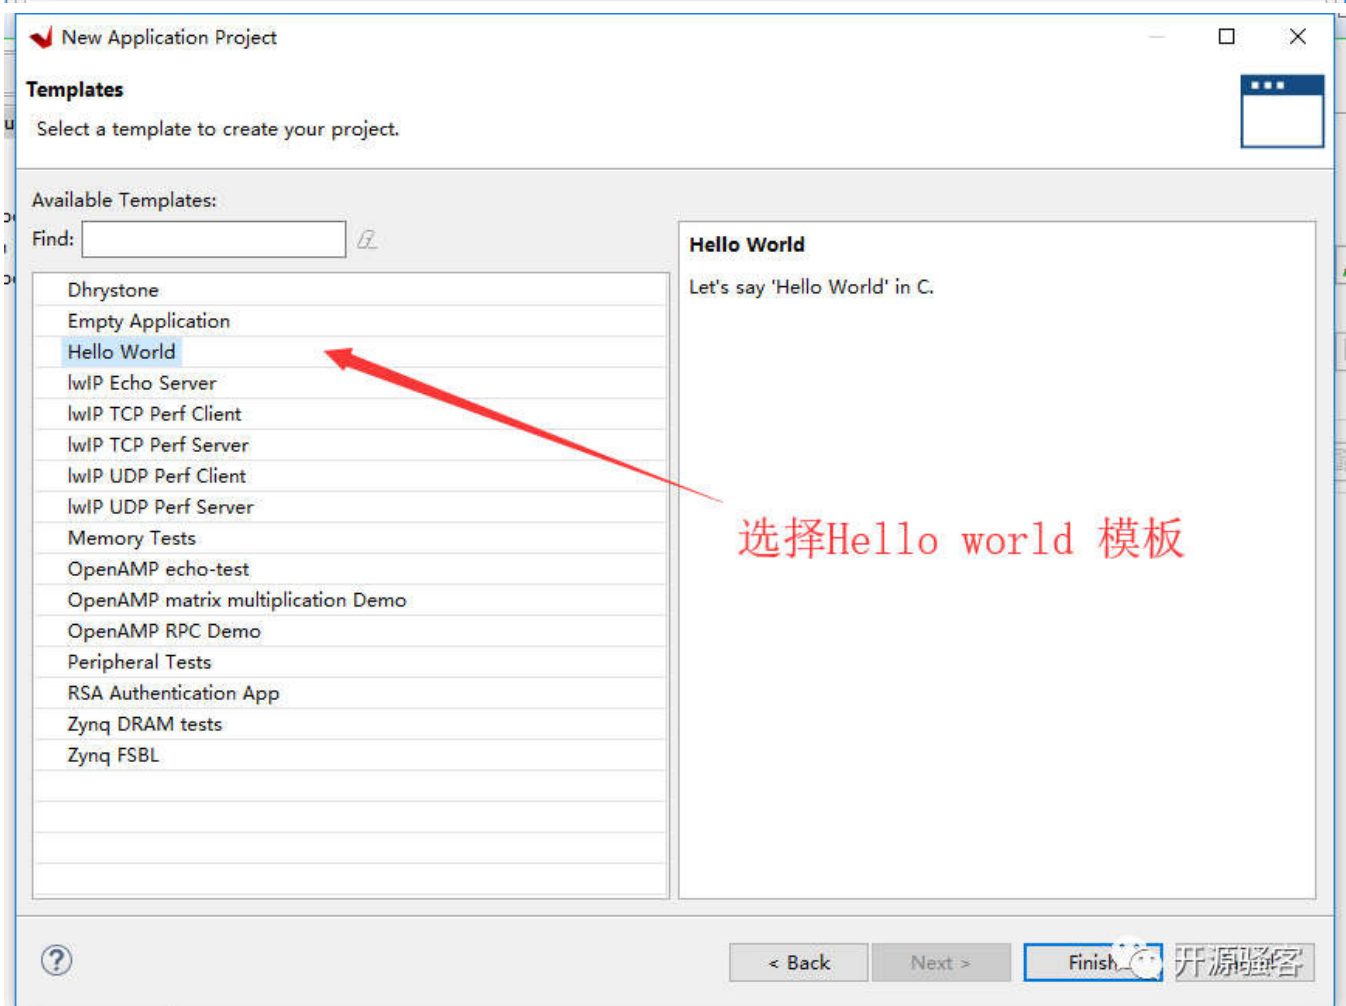 New Application Project
Templates
Select a template to create your project.
Available Templates:
Find:
Dhrystone
Empty Application
Hello World
lwIP Echo Server
lwIP TCP Perf Client
lwIP TCP Perf Server
lwIP UDP Perf Client
lwIP UDP Perf Server
Memory Tests
OpenAMP echo-test
OpenAMP matrix multiplication Demo
OpenAMP RPC Demo
Peripheral Tests
RSA Authentication App
Zynq DRAM tests
Zynq FSBL
Hello World
Let's say 'Hello World' in C.
选择Hello world 模板
< Back
Next >
Finish
开源骚客